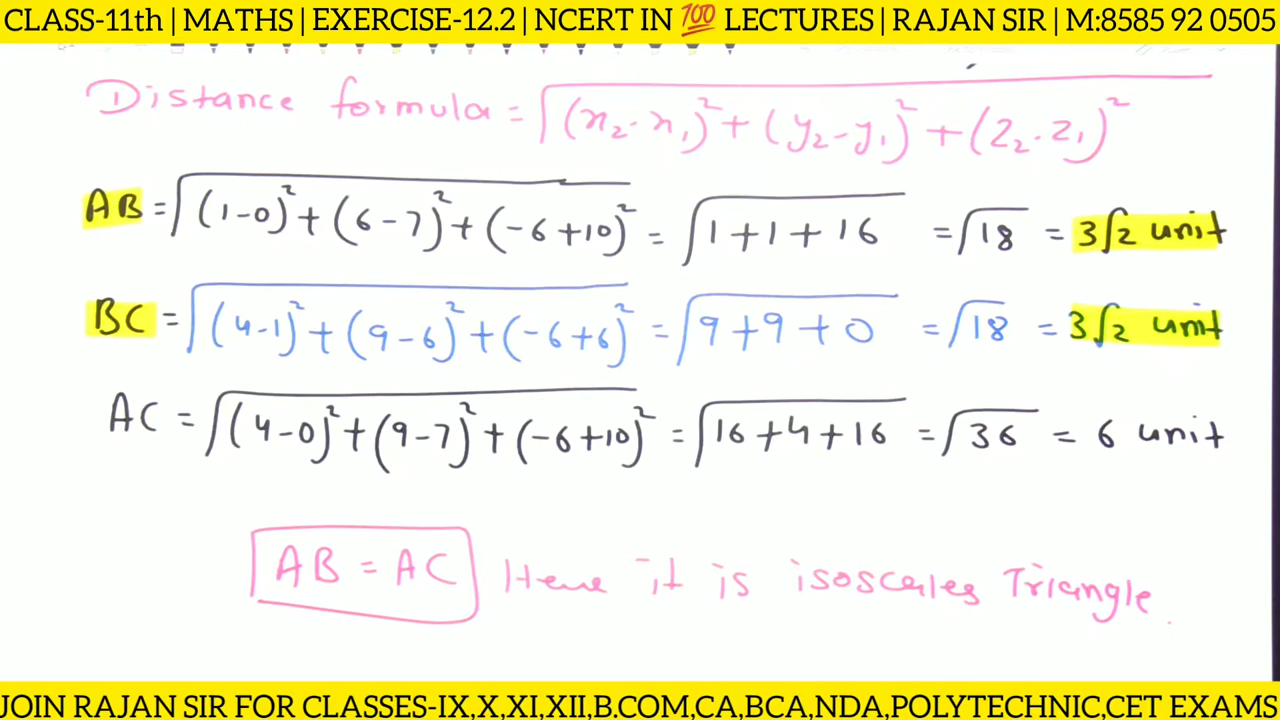 CLASS-11th | MATHS | EXERCISE-12.2 | NCERT IN 💯 LECTURES | RAJAN SIR | M:8585 92 0505
Distance formula = √(x₂-x₁)²+(y₂-y₁)²+(z₂-z₁)²
AB = √(1-0)²+(6-7)²+(-6+10)² = √1+1+16 = √18 = 3√2 unit
BC = √(4-1)²+(9-6)²+(-6+6)² = √9+9+0 = √18 = 3√2 unit
AC = √(4-0)²+(9-7)²+(-6+10)² = √16+4+16 = √36 = 6 unit
AB = AC Hene it is isoscales Triangle.
JOIN RAJAN SIR FOR CLASSES-IX,X,XI,XII,B.COM,CA,BCA,NDA,POLYTECHNIC,CET EXAMS